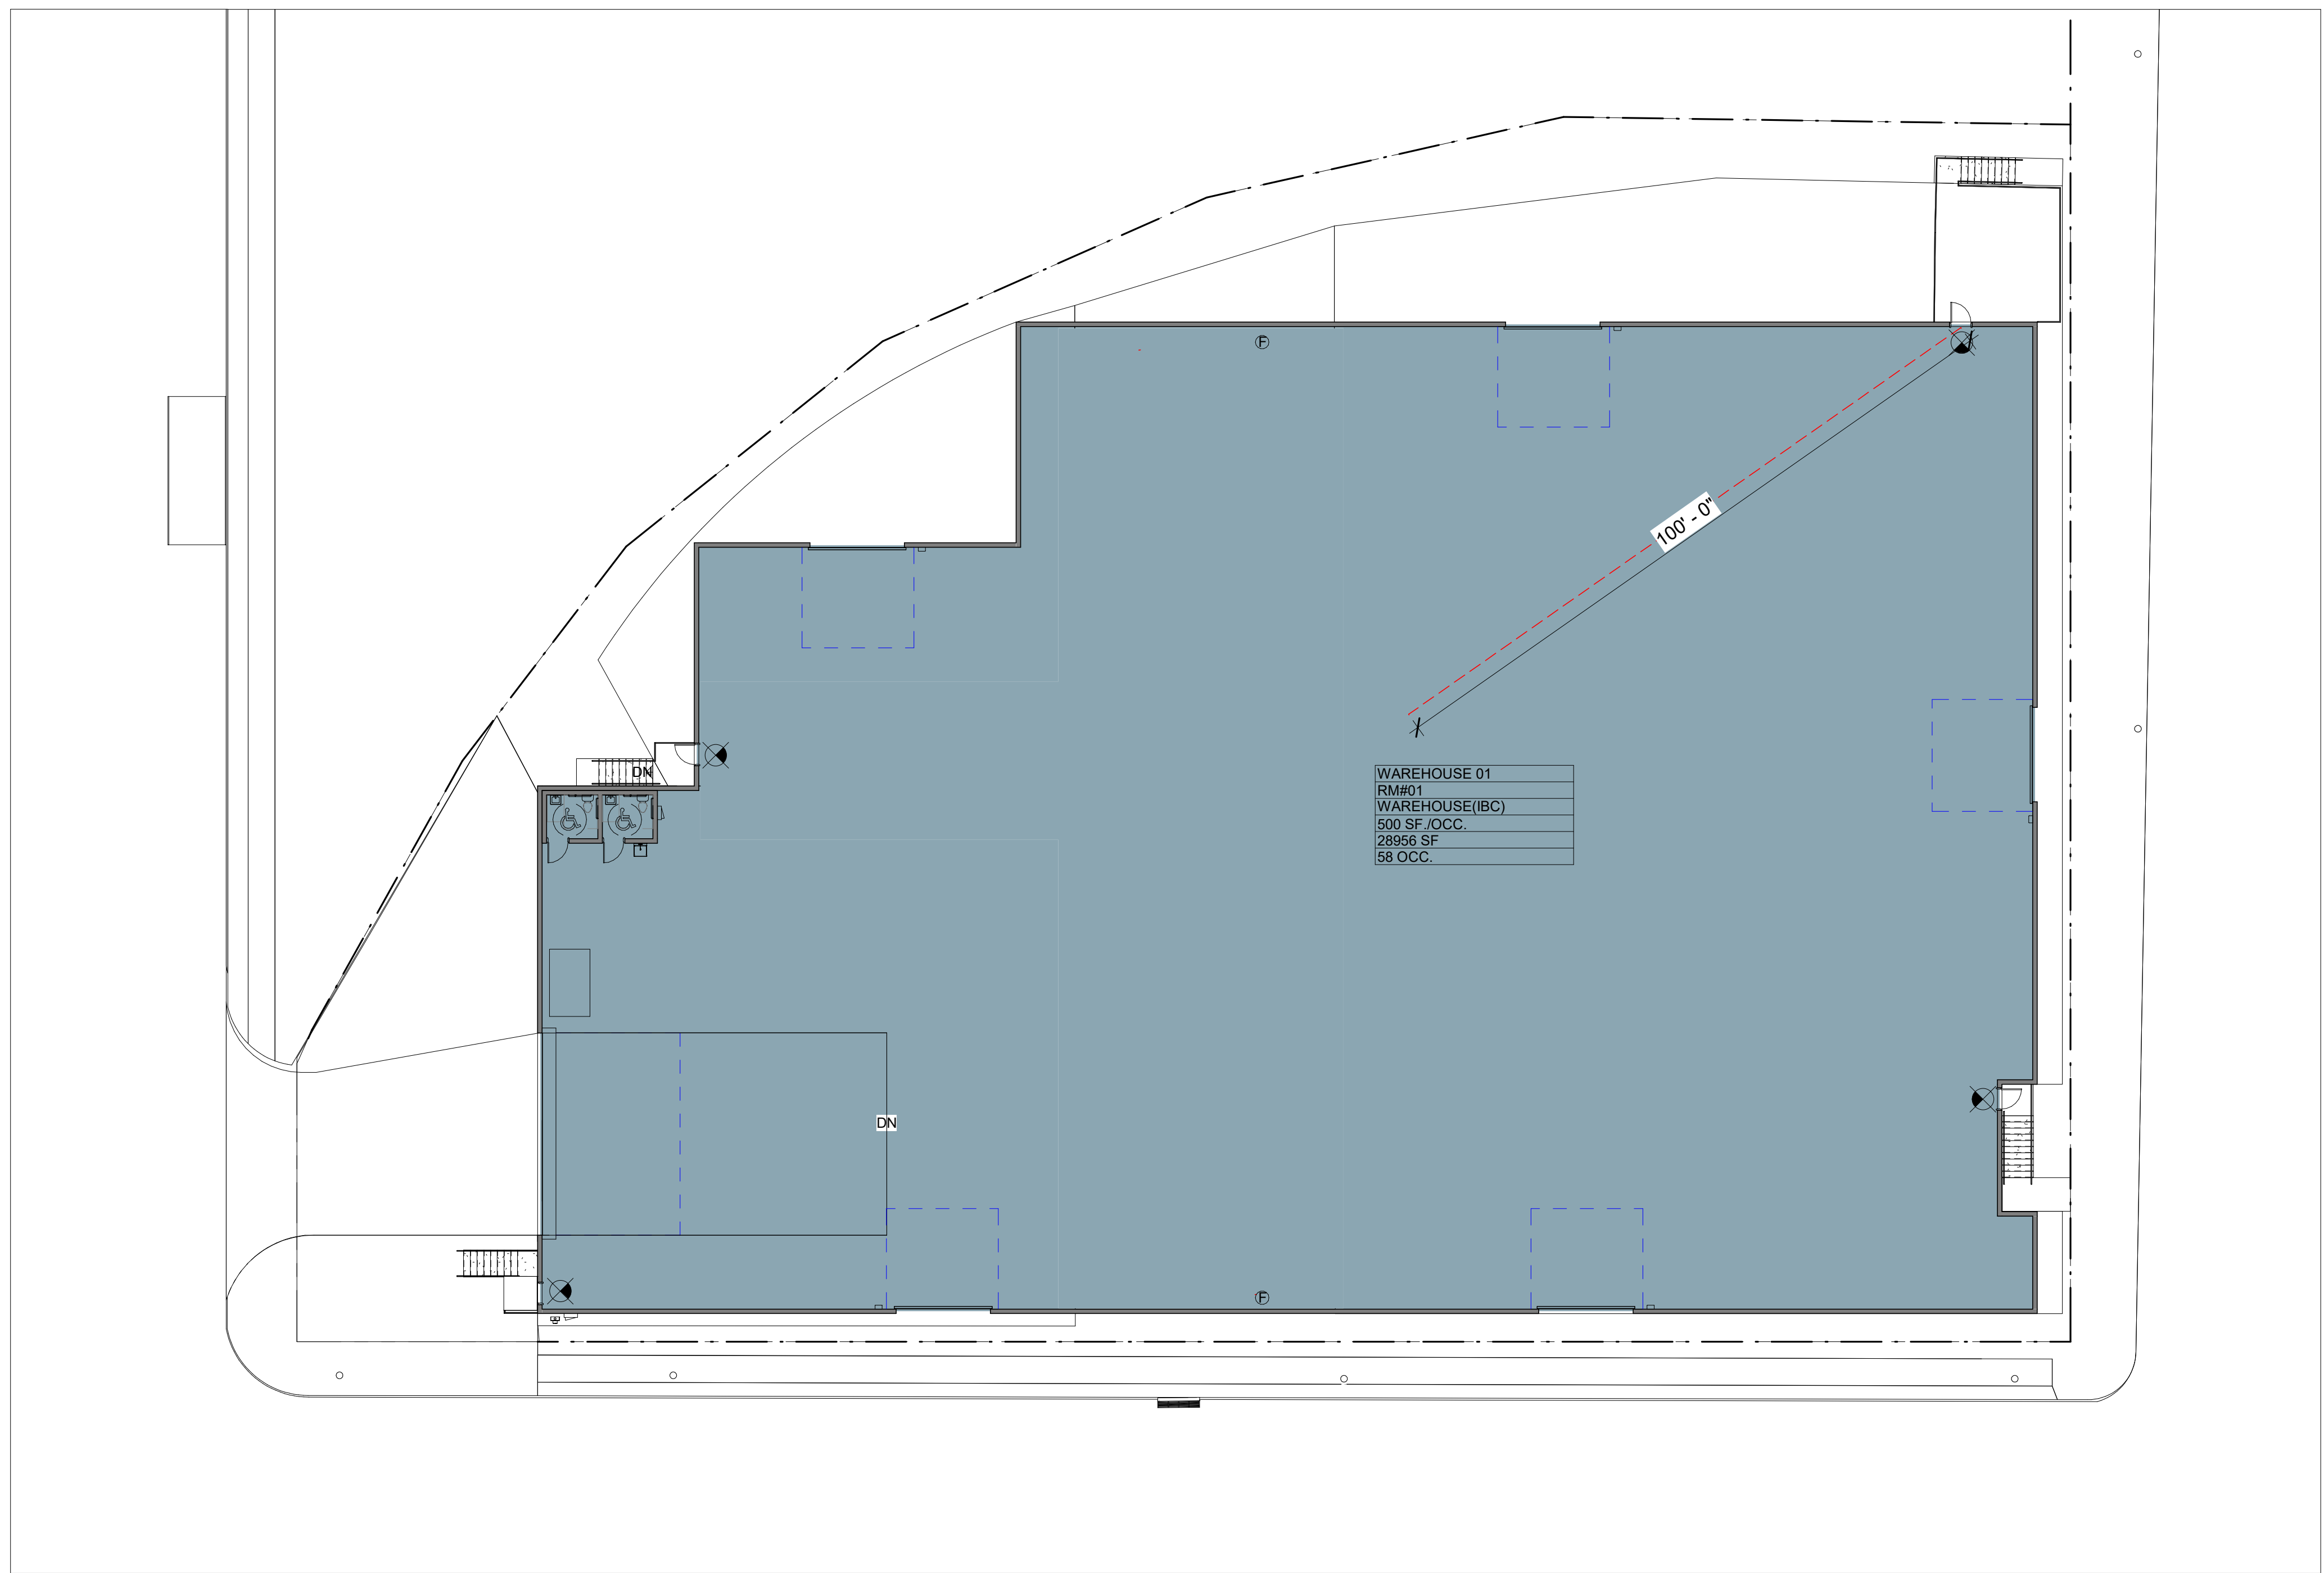 F
100' - 0"
DN
WAREHOUSE 01
RM#01
WAREHOUSE(IBC)
500 SF./OCC.
28956 SF
58 OCC.
DN
F